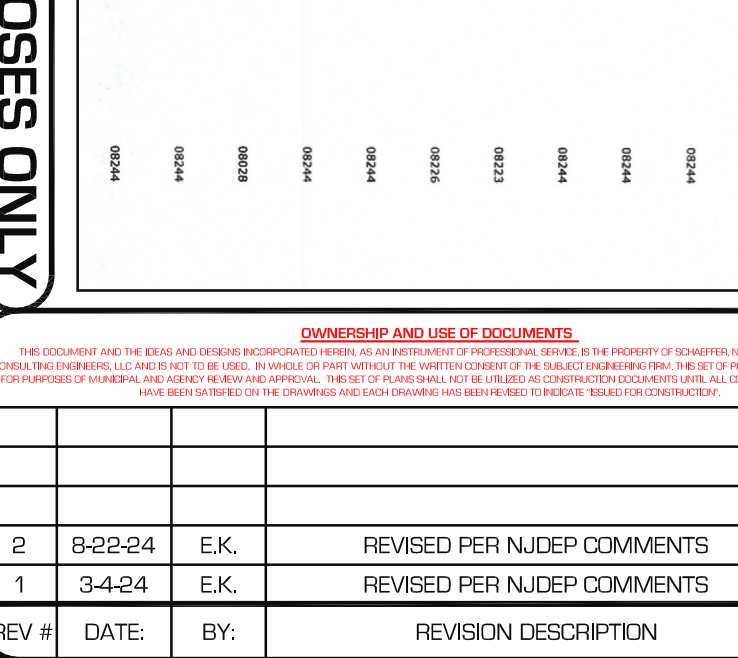 OSES ONLY
08244 08244 08028 08244 08244 08226 08223 08244 08244 08244
OWNERSHIP AND USE OF DOCUMENTS
THIS DOCUMENT AND THE IDEAS AND DESIGNS INCORPORATED HEREIN, AS AN INSTRUMENT OF PROFESSIONAL SERVICE, IS THE PROPERTY OF SCHAEFFER, N
ONSULTING ENGINEERS, LLC AND IS NOT TO BE USED, IN WHOLE OR PART WITHOUT THE WRITTEN CONSENT OF THE SUBJECT ENGINEERING FIRM. THIS SET OF P
FOR PURPOSES OF MUNICIPAL AND AGENCY REVIEW AND APPROVAL. THIS SET OF PLANS SHALL NOT BE UTILIZED AS CONSTRUCTION DOCUMENTS UNTIL ALL CO
HAVE BEEN SATISFIED ON THE DRAWINGS AND EACH DRAWING HAS BEEN REVISED TO INDICATE "ISSUED FOR CONSTRUCTION".
2 8-22-24 E.K. REVISED PER NJDEP COMMENTS
1 3-4-24 E.K. REVISED PER NJDEP COMMENTS
REV # DATE: BY: REVISION DESCRIPTION